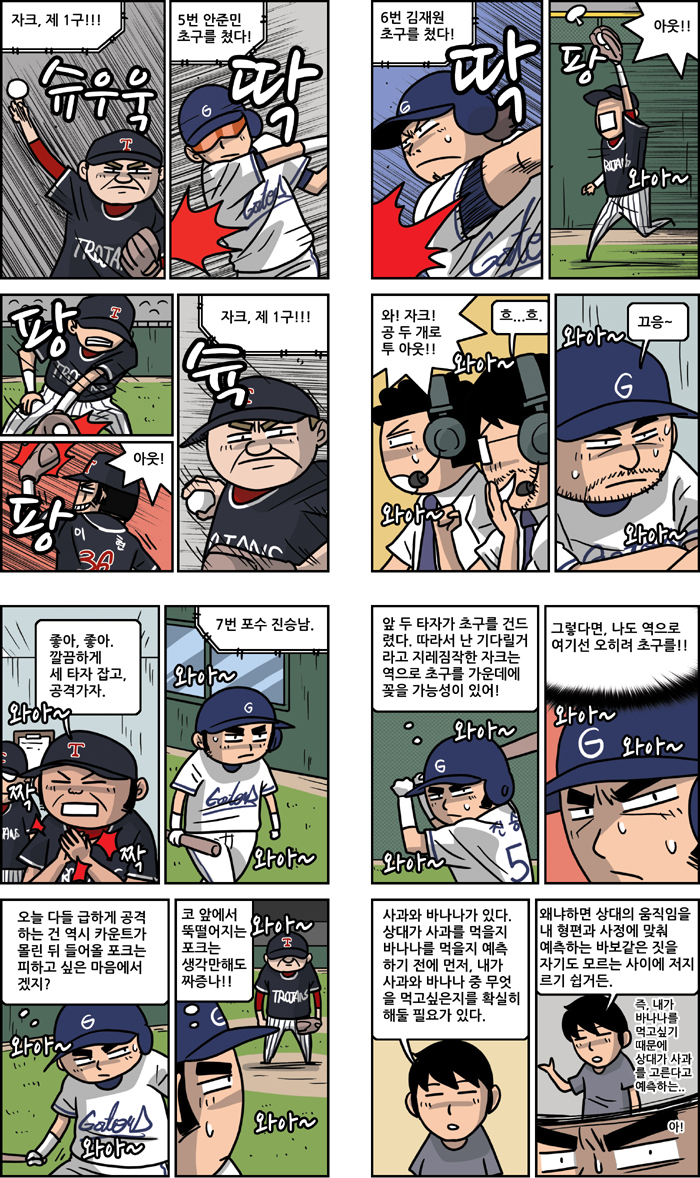 자크, 제 1구!!!
슈우욱
T
TROTANS
5번 안준민
초구를 쳤다!
딱
G
Gators
팡
T
아웃!
팡
자크, 제 1구!!!
슉
6번 김재원
초구를 쳤다!
딱
G
아웃!!
팡
와아~
와! 자크!
공 두 개로
투 아웃!!
흐...흐.
와아~
와아~
끄응~
와아~
G
와아~
좋아, 좋아.
깔끔하게
세 타자 잡고,
공격가자.
와아~
T
짝
짝
7번 포수 진승남.
와아~
G
Gators
와아~
오늘 다들 급하게 공격
하는 건 역시 카운트가
몰린 뒤 들어올 포크는
피하고 싶은 마음에서
겠지?
와아~
G
Gators
와아~
코 앞에서
뚝떨어지는
포크는
생각만해도
짜증나!!
와아~
T
TROTANS
G
와아~
앞 두 타자가 초구를 건드
렸다. 따라서 난 기다릴거
라고 지레짐작한 자크는
역으로 초구를 가운데에
꽂을 가능성이 있어!
와아~
G
진승
5
와아~
그렇다면, 나도 역으로
여기선 오히려 초구를!!
와아~
G
와아~
사과와 바나나가 있다.
상대가 사과를 먹을지
바나나를 먹을지 예측
하기 전에 먼저, 내가
사과와 바나나 중 무엇
을 먹고싶은지를 확실히
해둘 필요가 있다.
왜냐하면 상대의 움직임을
내 형편과 사정에 맞춰
예측하는 바보같은 짓을
자기도 모르는 사이에 저지
르기 쉽거든.
즉, 내가
바나나를
먹고싶기
때문에
상대가 사과
를 고른다고
예측하는..
아!